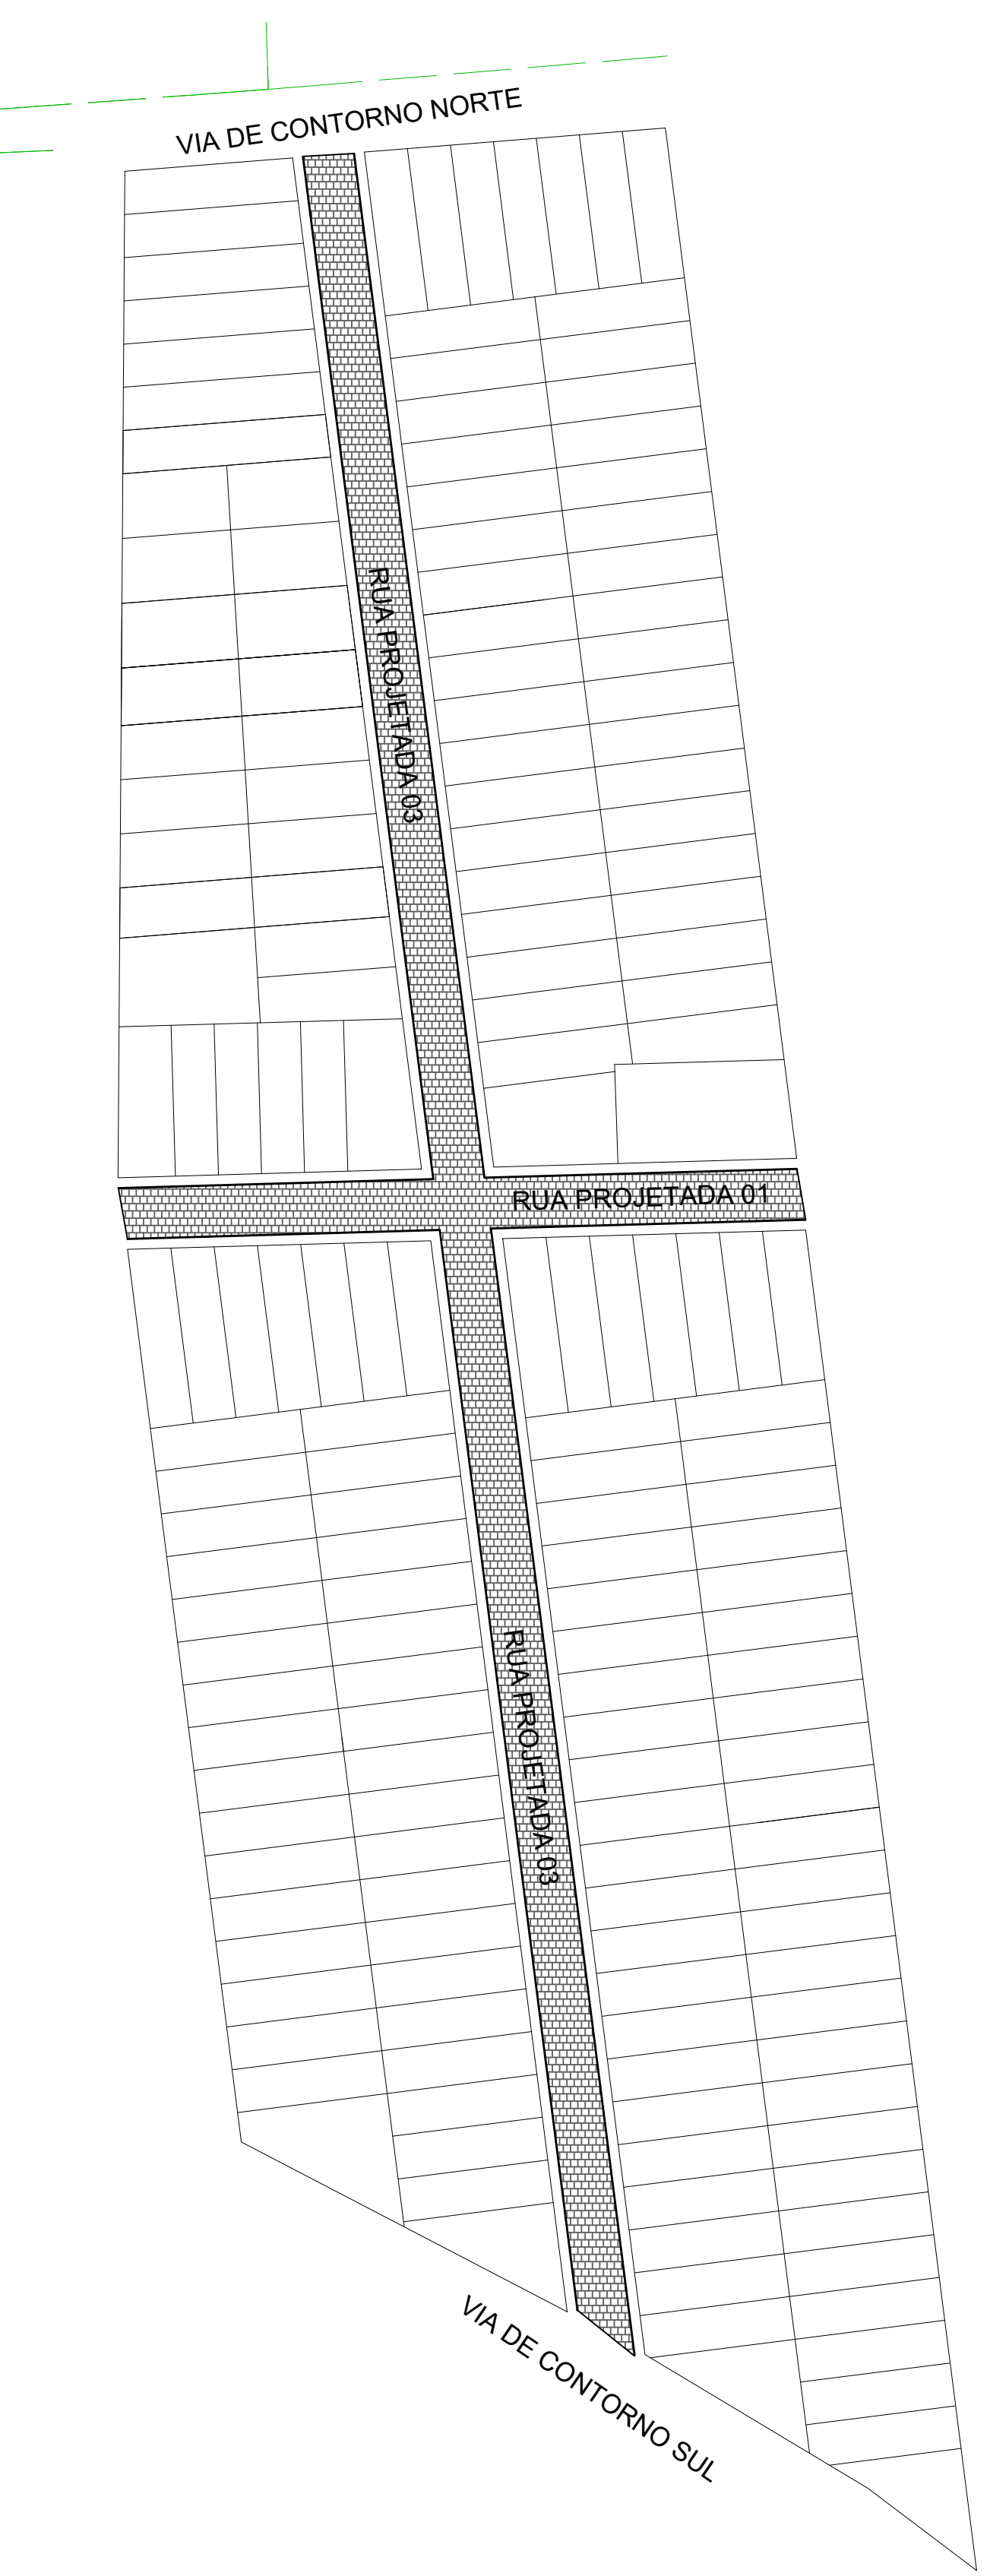 VIA DE CONTORNO NORTE
RUA PROJETADA 03
RUA PROJETADA 01
RUA PROJETADA 03
VIA DE CONTORNO SUL